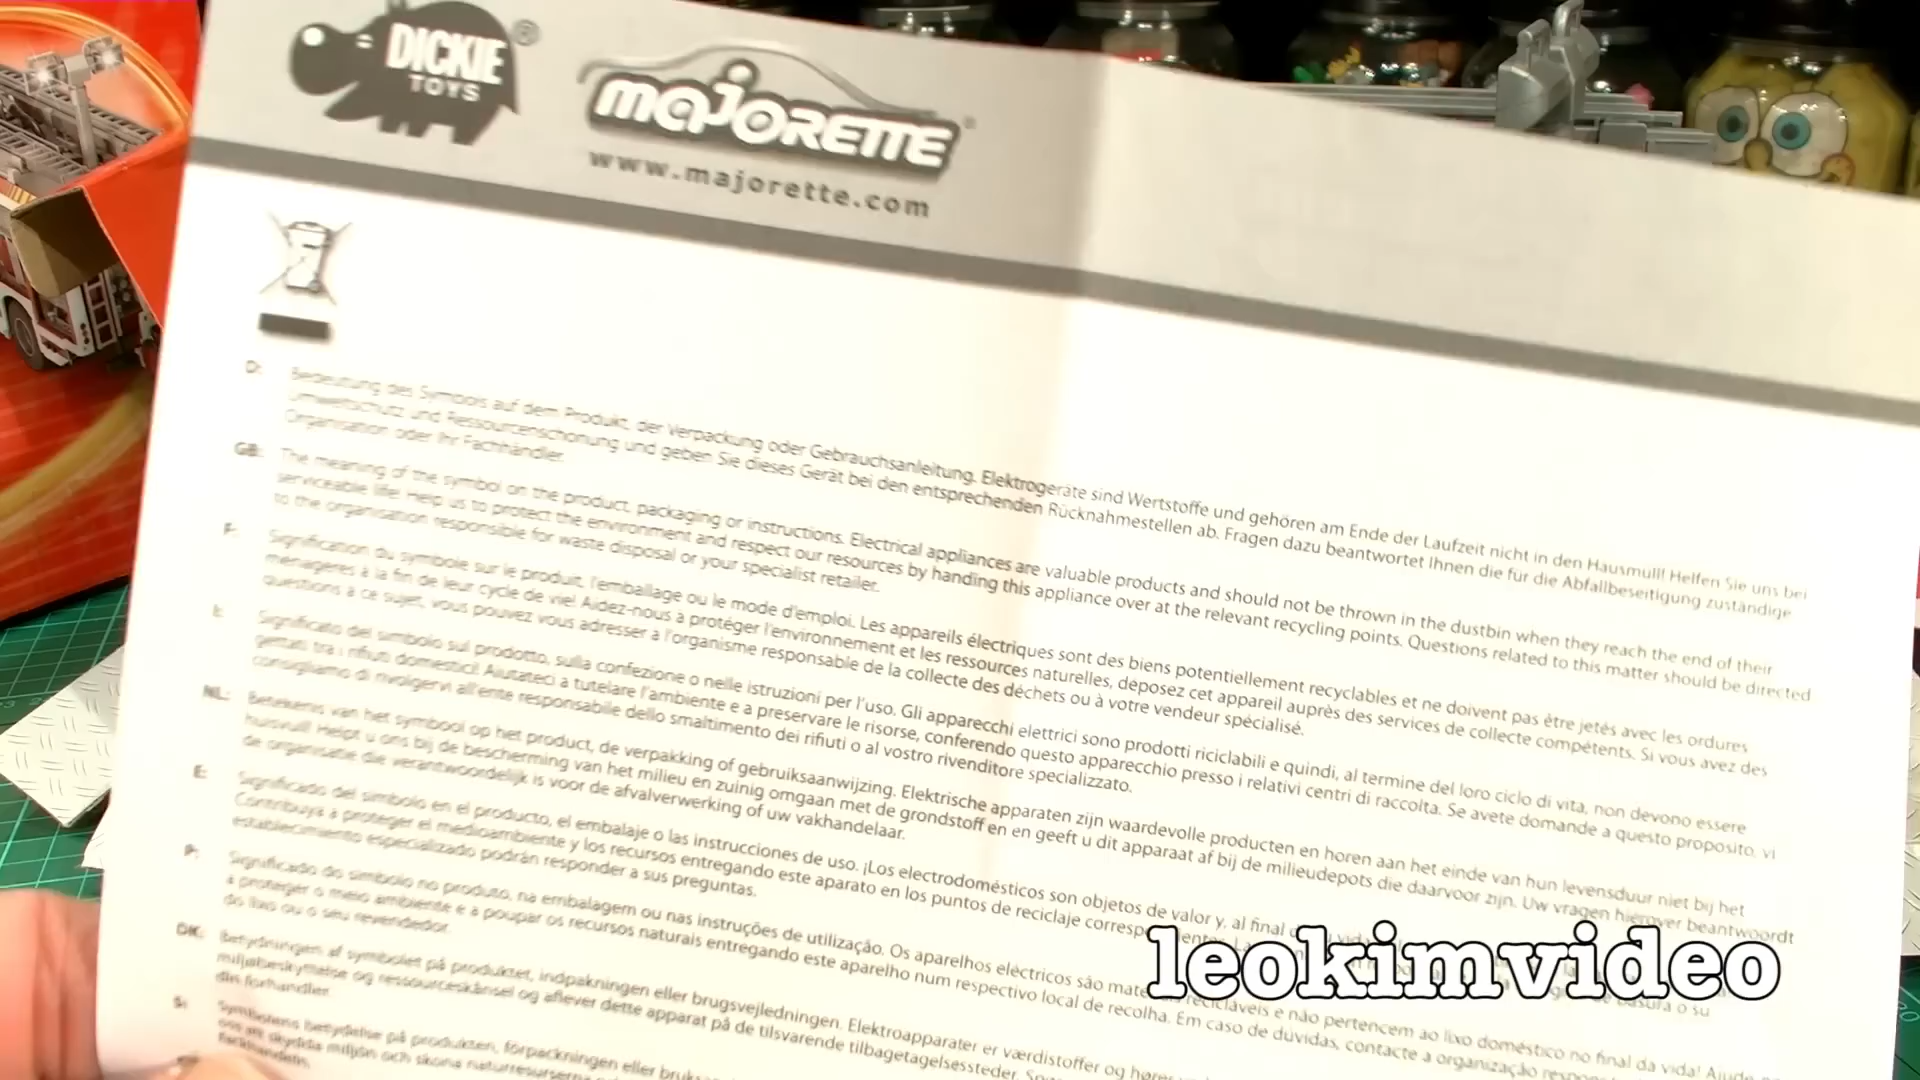 DICKIE
TOYS
®
majorette®
www.majorette.com
D: Bedeutung des Symbols auf dem Produkt, der Verpackung oder Gebrauchsanleitung. Elektrogeräte sind Wertstoffe und gehören am Ende der Laufzeit nicht in den Hausmüll! Helfen Sie uns bei
Umweltschutz und Ressourcenschonung und geben Sie dieses Gerät bei den entsprechenden Rücknahmestellen ab. Fragen dazu beantwortet Ihnen die für die Abfallbeseitigung zuständige
Organisation oder Ihr Fachhändler.
GB: The meaning of the symbol on the product, packaging or instructions. Electrical appliances are valuable products and should not be thrown in the dustbin when they reach the end of their
serviceable life! Help us to protect the environment and respect our resources by handing this appliance over at the relevant recycling points. Questions related to this matter should be directed
to the organisation responsible for waste disposal or your specialist retailer.
F: Signification du symbole sur le produit, l'emballage ou le mode d'emploi. Les appareils électriques sont des biens potentiellement recyclables et ne doivent pas être jetés avec les ordures
ménagères à la fin de leur cycle de vie! Aidez-nous à protéger l'environnement et les ressources naturelles, déposez cet appareil auprès des services de collecte compétents. Si vous avez des
questions à ce sujet, vous pouvez vous adresser à l'organisme responsable de la collecte des déchets ou à votre vendeur spécialisé.
I: Significato del simbolo sul prodotto, sulla confezione o nelle istruzioni per l'uso. Gli apparecchi elettrici sono prodotti riciclabili e quindi, al termine del loro ciclo di vita, non devono essere
gettati tra i rifiuti domestici! Aiutateci a tutelare l'ambiente e a preservare le risorse, conferendo questo apparecchio presso i relativi centri di raccolta. Se avete domande a questo proposito, vi
consigliamo di rivolgervi all'ente responsabile dello smaltimento dei rifiuti o al vostro rivenditore specializzato.
NL: Betekenis van het symbool op het product, de verpakking of gebruiksaanwijzing. Elektrische apparaten zijn waardevolle producten en horen aan het einde van hun levensduur niet bij het
huisvuil! Helpt u ons bij de bescherming van het milieu en zuinig omgaan met de grondstoffen en geeft u dit apparaat af bij de milieudepots die daarvoor zijn. Uw vragen hierover beantwoordt
de organisatie die verantwoordelijk is voor de afvalverwerking of uw vakhandelaar.
E: Significado del simbolo en el producto, el embalaje o las instrucciones de uso. ¡Los electrodomésticos son objetos de valor y, al final
Contribuya a proteger el medioambiente y los recursos entregando este aparato en los puntos de reciclaje basura o su
establecimiento especializado podrán responder a sus preguntas.
P: Significado do simbolo no produto, na embalagem ou nas instruções de utilização. Os aparelhos eléctricos são recicláveis e não pertencem ao lixo doméstico no final da vida!
a proteger o meio ambiente e a poupar os recursos naturais entregando este aparelho num respectivo local de recolha. Em caso de dúvidas, contacte a organização
do lixo ou o seu revendedor.
DK: Betydningen af symbolet på produktet, indpakningen eller brugsvejledningen. Elektroapparater er værdistoffer og
miljøbeskyttelse og ressourceskånsel og aflever dette apparat på de tilsvarende tilbagetagelsessteder.
din forhandler.
S: Symbolens betydelse på produkten, förpackningen eller
oss att skydda miljön och skona
leokimvideo